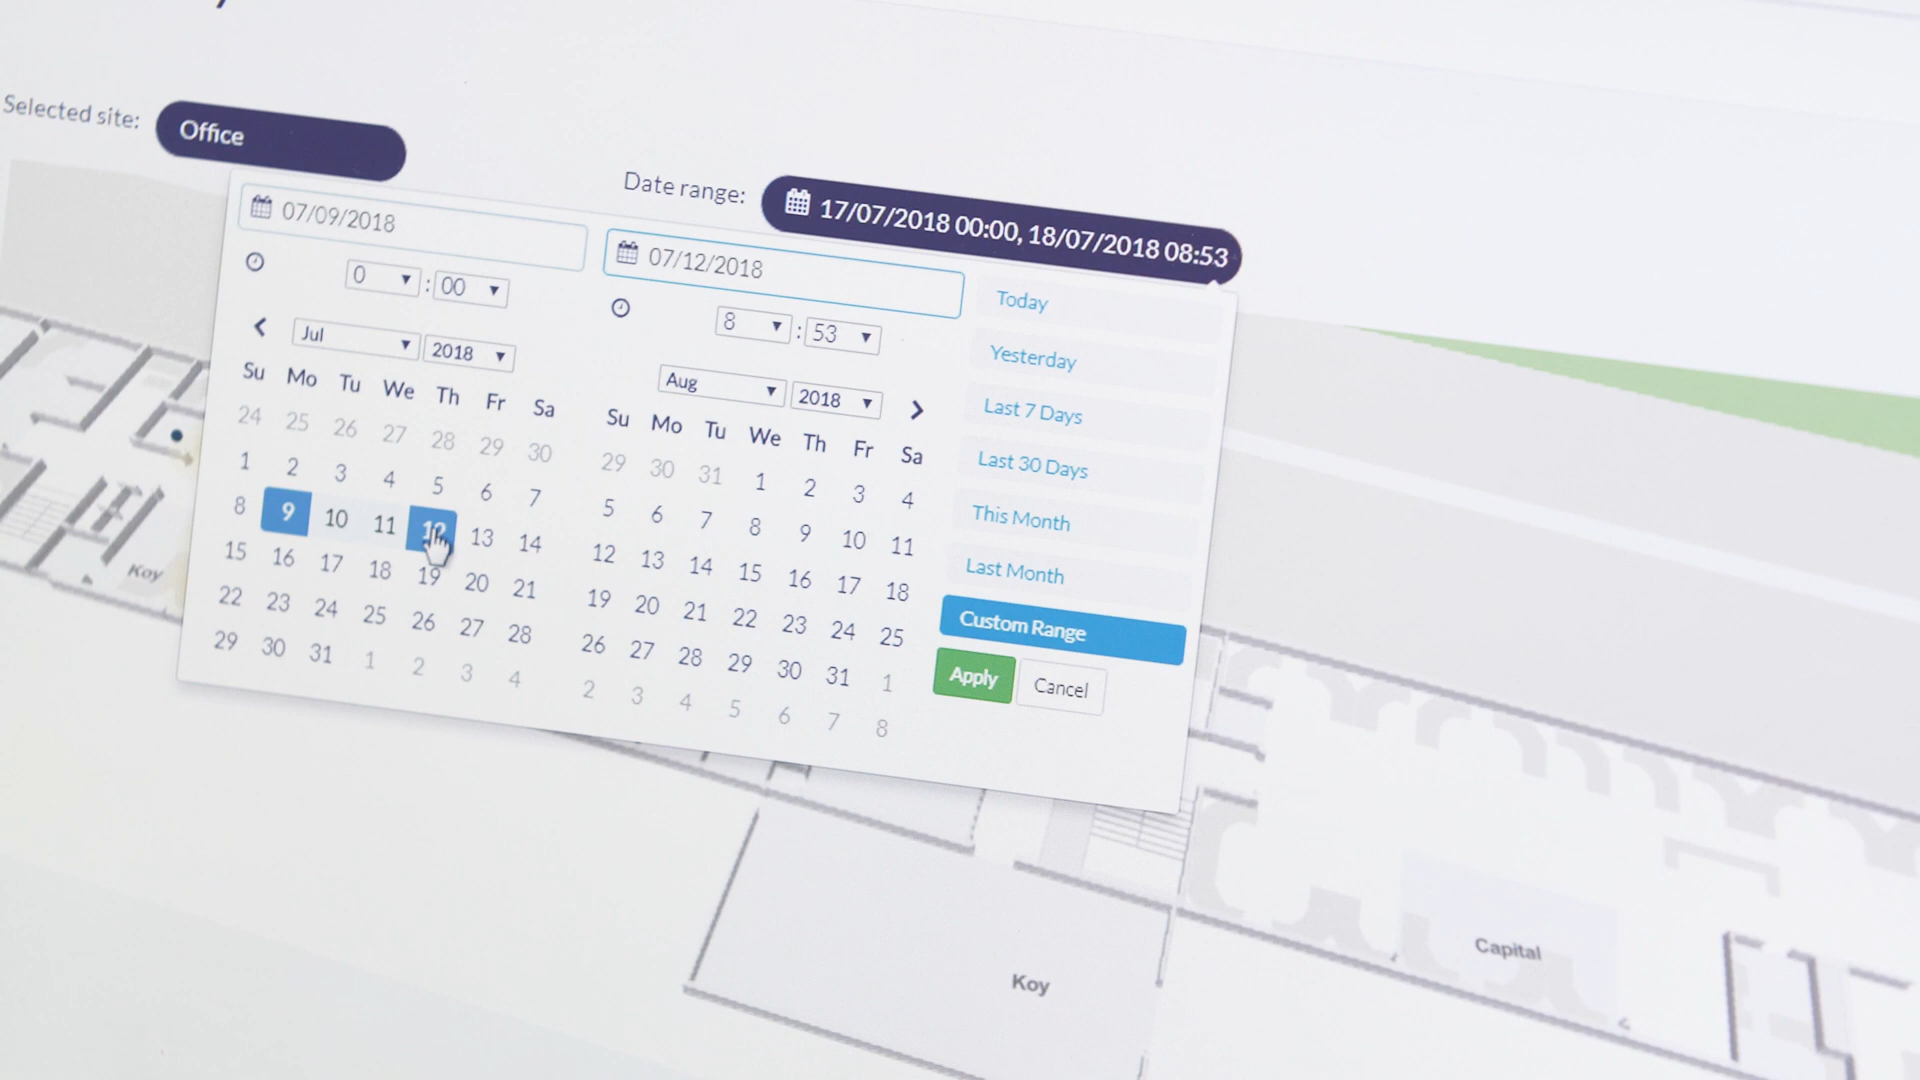 Selected site:
Office
Date range:
17/07/2018 00:00, 18/07/2018 08:53
07/09/2018
0 : 00
Jul 2018
Su Mo Tu We Th Fr Sa
24 25 26 27 28 29 30
1 2 3 4 5 6 7
8 9 10 11 12 13 14
15 16 17 18 19 20 21
22 23 24 25 26 27 28
29 30 31 1 2 3 4
07/12/2018
8 : 53
Aug 2018
Su Mo Tu We Th Fr Sa
29 30 31 1 2 3 4
5 6 7 8 9 10 11
12 13 14 15 16 17 18
19 20 21 22 23 24 25
26 27 28 29 30 31 1
2 3 4 5 6 7 8
Today
Yesterday
Last 7 Days
Last 30 Days
This Month
Last Month
Custom Range
Apply Cancel
Koy
Koy
Capital